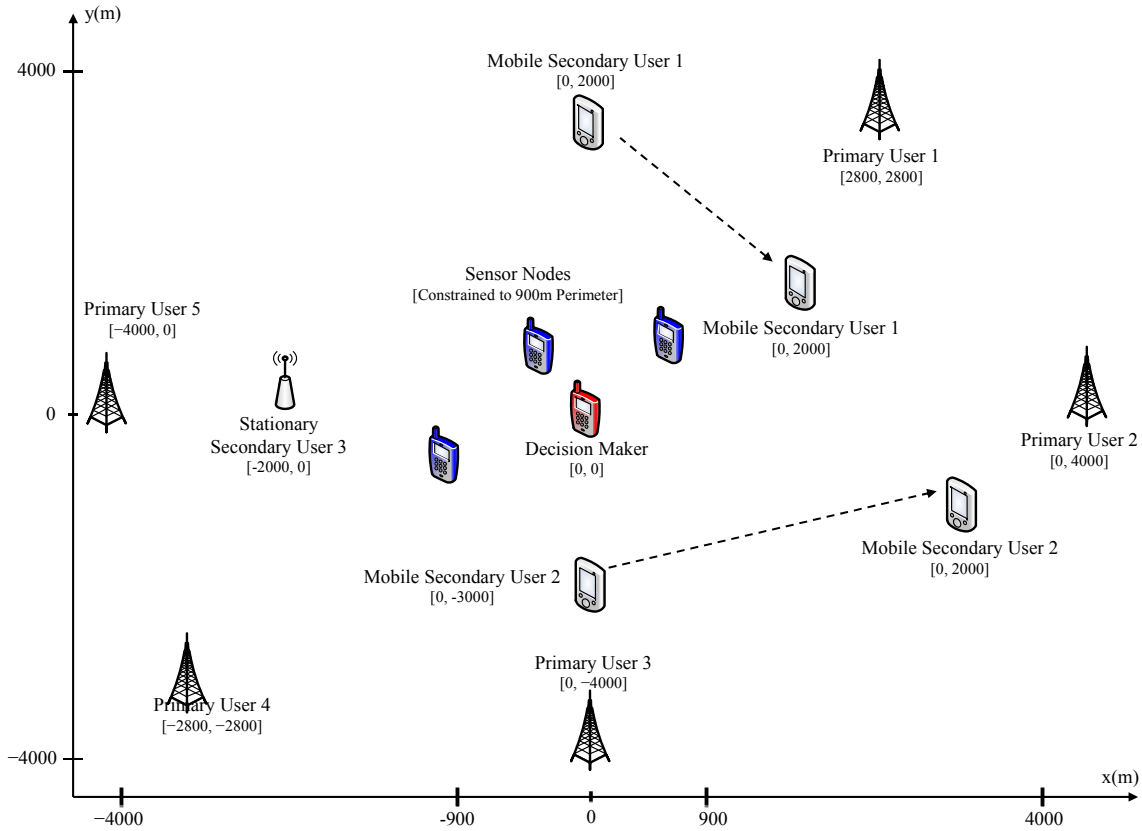 y(m)
4000
Mobile Secondary User 1
[0, 2000]
Primary User 1
[2800, 2800]
Sensor Nodes
[Constrained to 900m Perimeter]
Primary User 5
[−4000, 0]
Mobile Secondary User 1
[0, 2000]
0
Stationary
Secondary User 3
[-2000, 0]
Decision Maker
[0, 0]
Primary User 2
[0, 4000]
Mobile Secondary User 2
[0, 2000]
Mobile Secondary User 2
[0, -3000]
Primary User 3
[0, −4000]
Primary User 4
[−2800, −2800]
−4000
x(m)
−4000
-900
0
900
4000